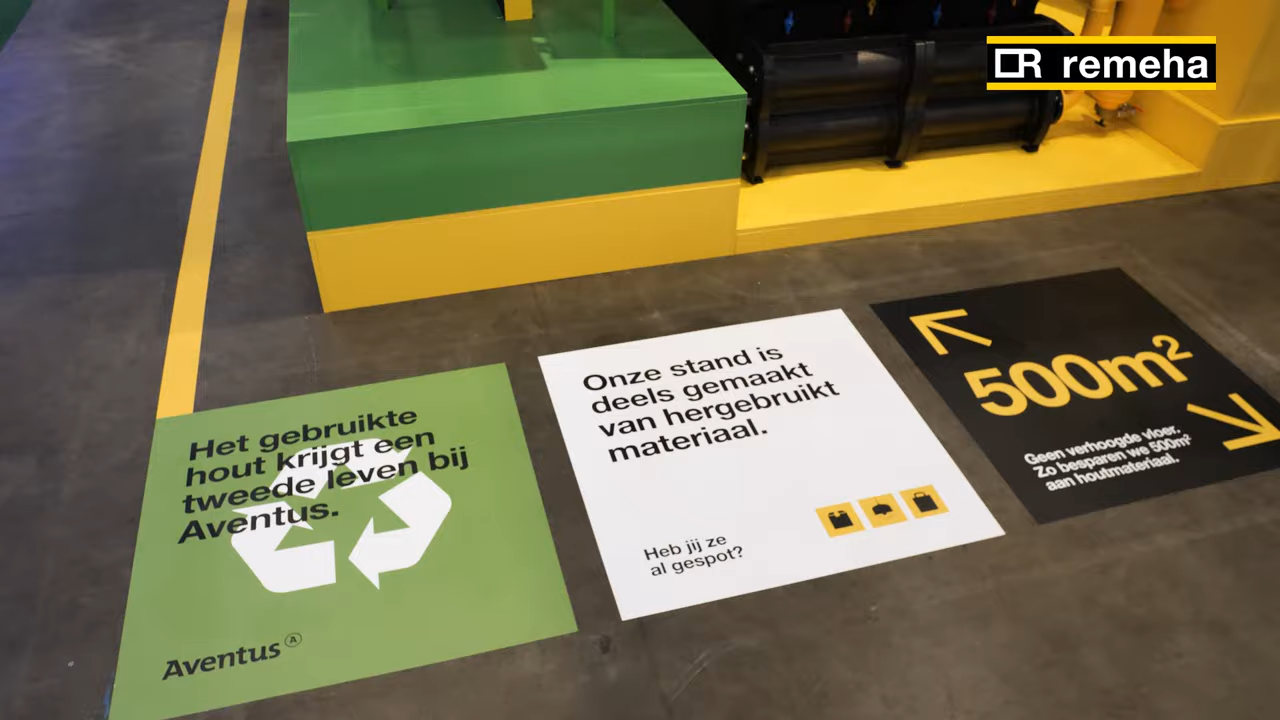 remeha
Het gebruikte
hout krijgt een
tweede leven bij
Aventus.
Aventus A
Onze stand is
deels gemaakt
van hergebruikt
materiaal.
Heb jij ze
al gespot?
500m²
Geen verhoogde vloer.
Zo besparen we 500m²
aan houtmateriaal.